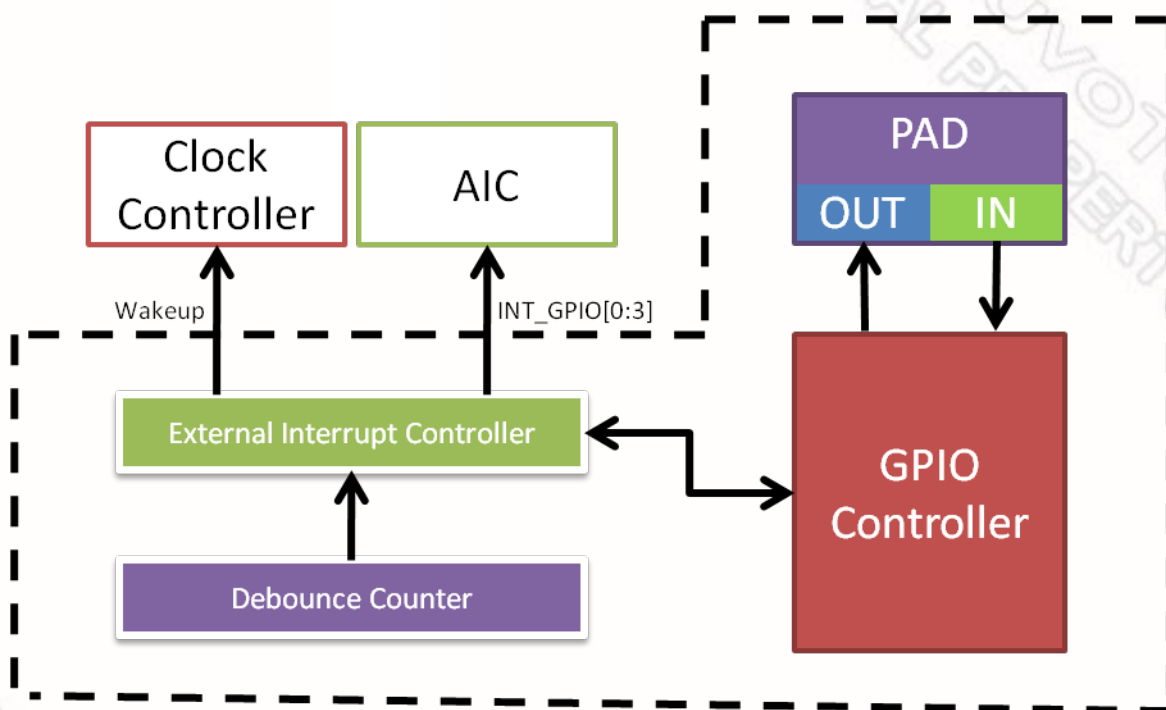 PAD
OUT
IN
Clock
Controller
AIC
Wakeup
INT_GPIO[0:3]
External Interrupt Controller
GPIO
Controller
Debounce Counter